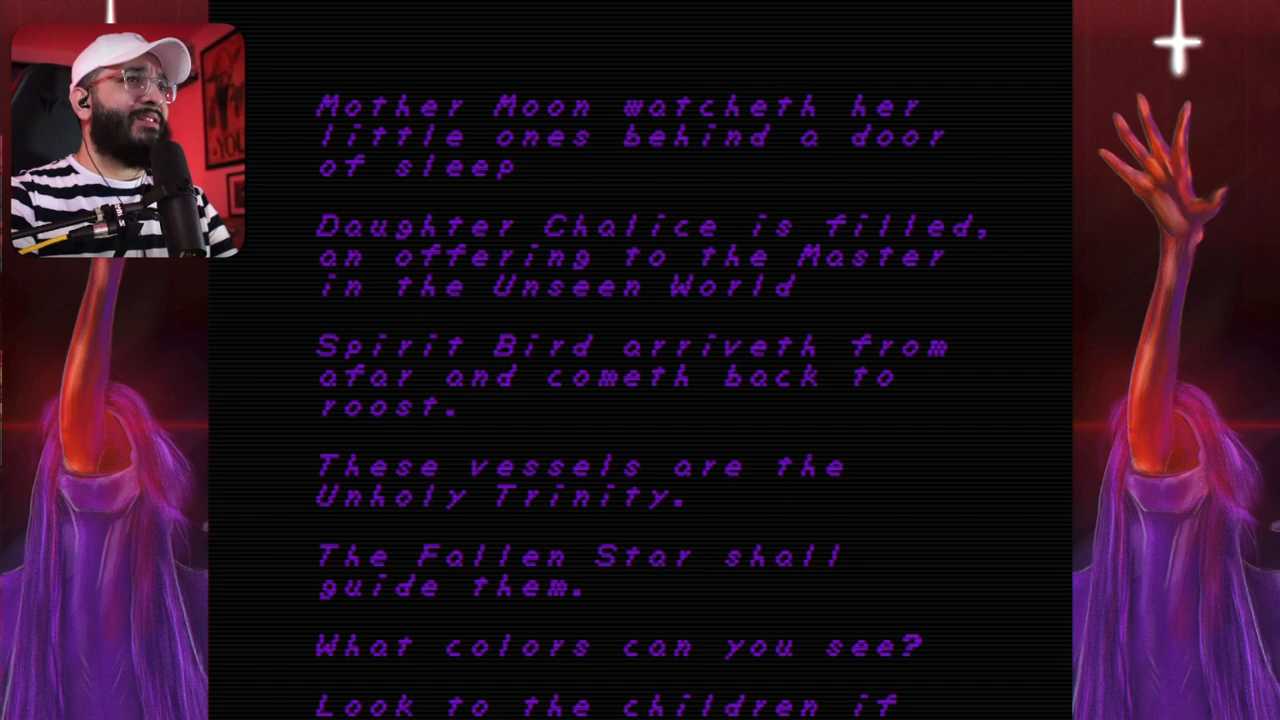 Mother Moon watcheth her
little ones behind a door
of sleep
Daughter Chalice is filled,
an offering to the Master
in the Unseen World
Spirit Bird arriveth from
afar and cometh back to
roost.
These vessels are the
Unholy Trinity.
The Fallen Star shall
guide them.
What colors can you see?
Look to the children if
YOU